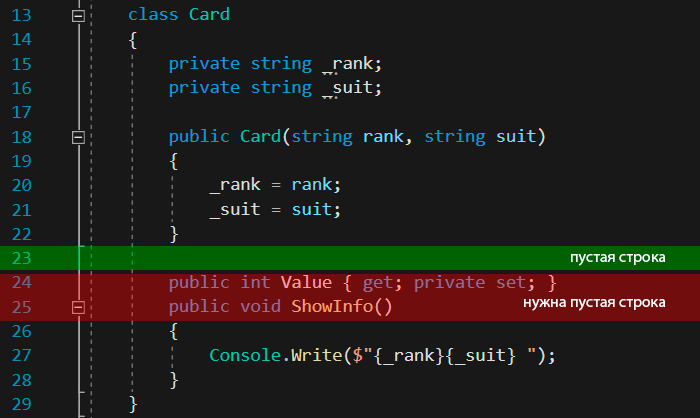 13 class Card
14 {
15 private string _rank;
16 private string _suit;
17
18 public Card(string rank, string suit)
19 {
20 _rank = rank;
21 _suit = suit;
22 }
23 пустая строка
24 public int Value { get; private set; }
25 public void ShowInfo() нужна пустая строка
26 {
27 Console.Write($"{_rank}{_suit} ");
28 }
29 }